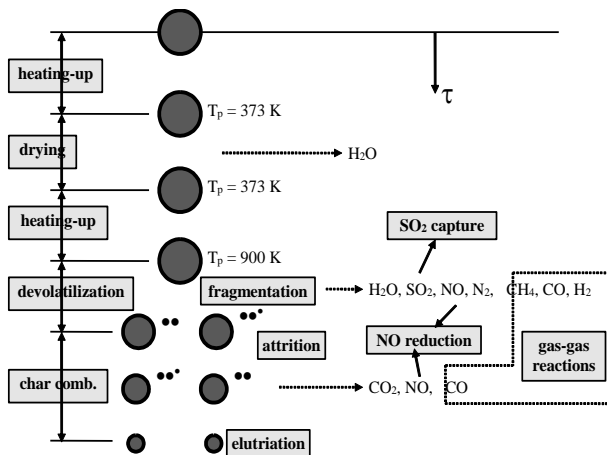 heating-up
τ
T_p = 373 K
drying
H₂O
T_p = 373 K
heating-up
SO₂ capture
T_p = 900 K
devolatilization
fragmentation
H₂O, SO₂, NO, N₂, CH₄, CO, H₂
attrition
NO reduction
gas-gas
reactions
char comb.
CO₂, NO, CO
elutriation